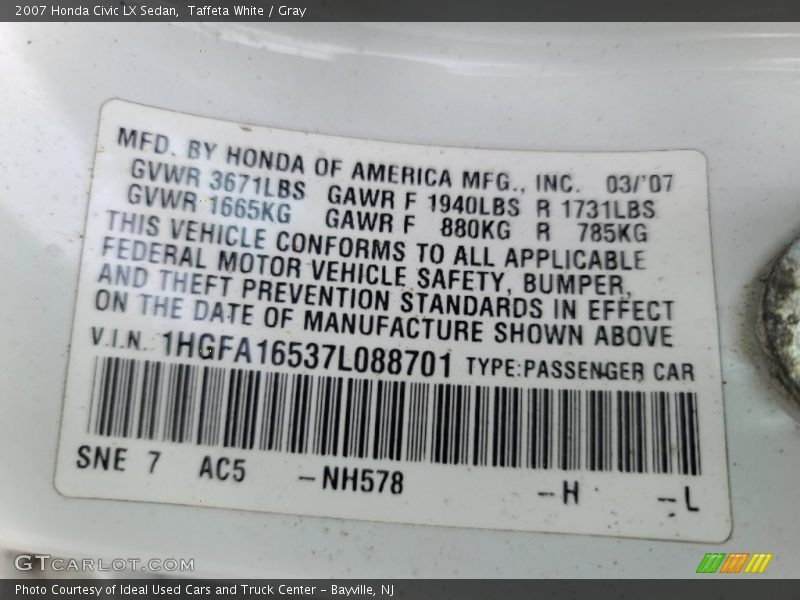 2007 Honda Civic LX Sedan,  Taffeta White / Gray
MFD. BY HONDA OF AMERICA MFG., INC. 03/'07
GVWR 3671LBS GAWR F 1940LBS R 1731LBS
GVWR 1665KG GAWR F 880KG R 785KG
THIS VEHICLE CONFORMS TO ALL APPLICABLE
FEDERAL MOTOR VEHICLE SAFETY, BUMPER,
AND THEFT PREVENTION STANDARDS IN EFFECT
ON THE DATE OF MANUFACTURE SHOWN ABOVE
V.I.N. 1HGFA16537L088701 TYPE:PASSENGER CAR
SNE 7 AC5 –NH578 –H –L
GTCARLOT.COM
Photo Courtesy of Ideal Used Cars and Truck Center – Bayville, NJ